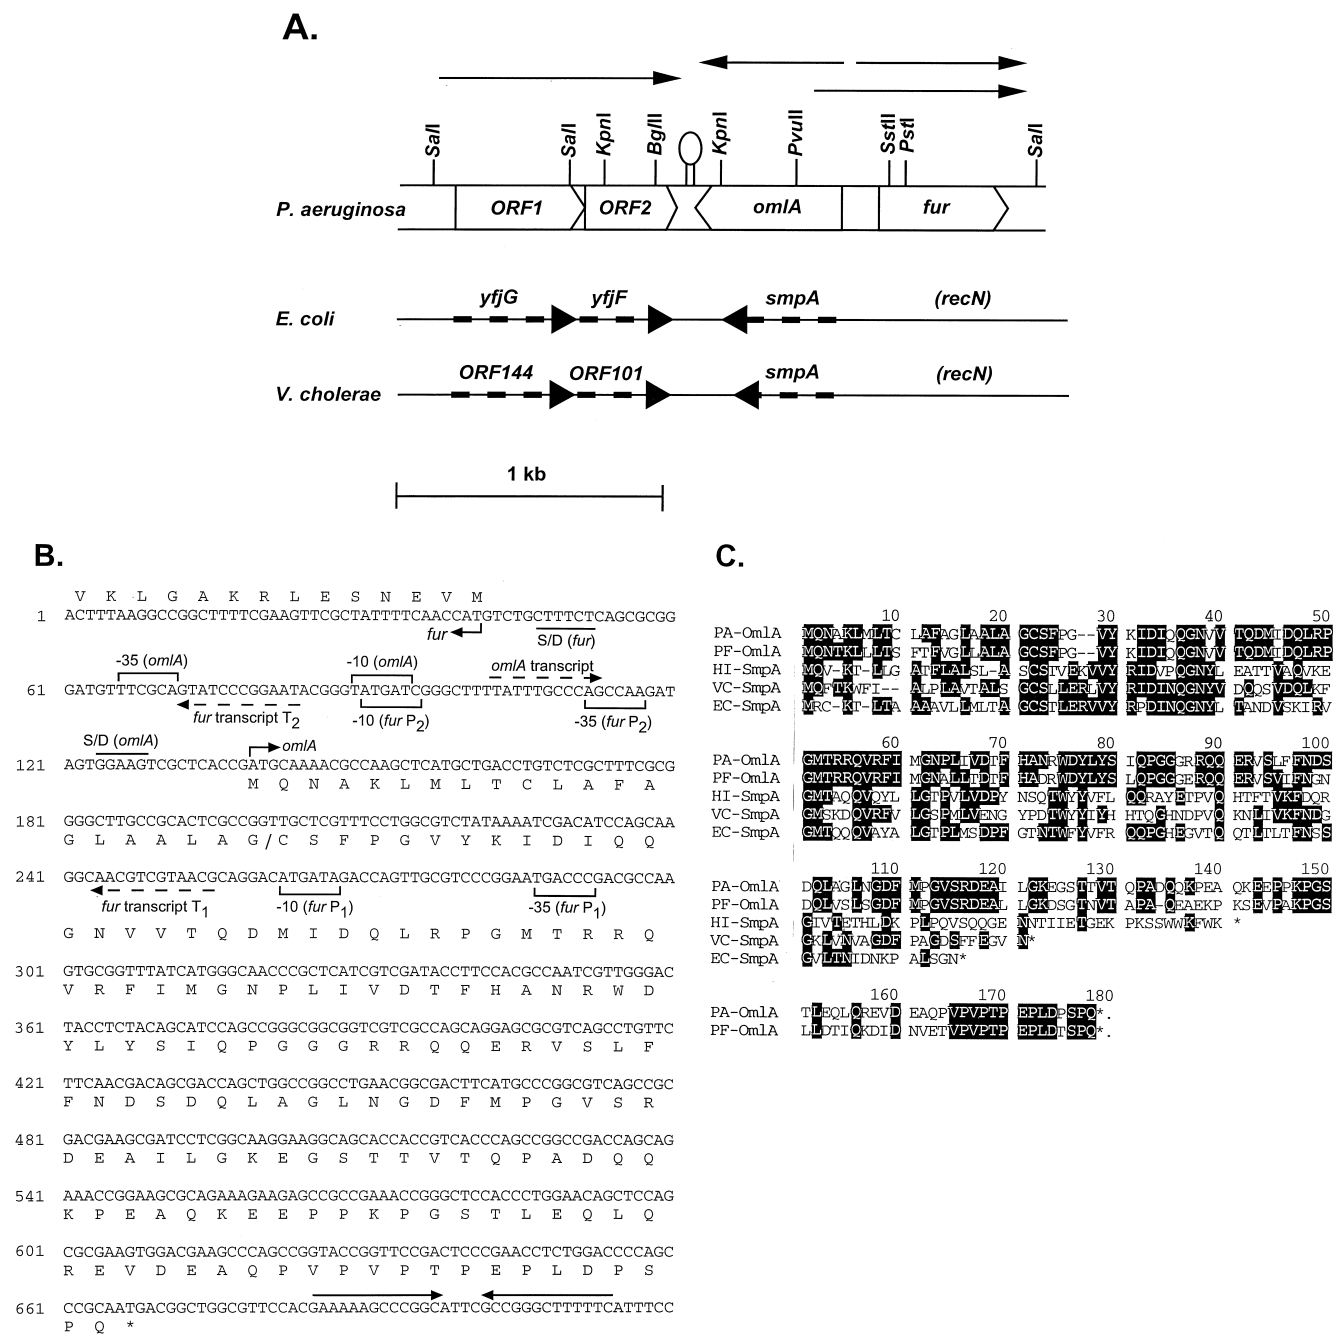 A.
SalI SalI KpnI BglII KpnI PvuII SstII PstI SalI
P. aeruginosa ORF1 ORF2 omlA fur
yfjG yfjF smpA (recN)
E. coli
ORF144 ORF101 smpA (recN)
V. cholerae
1 kb
B.
V K L G A K R L E S N E V M
1 ACTTTAAGGCCGGCTTTTCGAAGTTCGCTATTTTCAACCATGTCTGCTTTCTCAGCGCGG
fur S/D (fur)
-35 (omlA) -10 (omlA) omlA transcript
61 GATGTTTCGCAGTATCCCGGAATACGGGTATGATCGGGCTTTTATTTGCCCAGCCAAGAT
fur transcript T2 -10 (fur P2) -35 (fur P2)
S/D (omlA) omlA
121 AGTGGAAGTCGCTCACCGATGCAAAACGCCAAGCTCATGCTGACCTGTCTCGCTTTCGCG
M Q N A K L M L T C L A F A
181 GGGCTTGCCGCACTCGCCGGTTGCTCGTTTCCTGGCGTCTATAAAATCGACATCCAGCAA
G L A A L A G/C S F P G V Y K I D I Q Q
241 GGCAACGTCGTAACGCAGGACATGATAGACCAGTTGCGTCCCGGAATGACCCGACGCCAA
fur transcript T1 -10 (fur P1) -35 (fur P1)
G N V V T Q D M I D Q L R P G M T R R Q
301 GTGCGGTTTATCATGGGCAACCCGCTCATCGTCGATACCTTCCACGCCAATCGTTGGGAC
V R F I M G N P L I V D T F H A N R W D
361 TACCTCTACAGCATCCAGCCGGGCGGCGGTCGTCGCCAGCAGGAGCGCGTCAGCCTGTTC
Y L Y S I Q P G G G R R Q Q E R V S L F
421 TTCAACGACAGCGACCAGCTGGCCGGCCTGAACGGCGACTTCATGCCCGGCGTCAGCCGC
F N D S D Q L A G L N G D F M P G V S R
481 GACGAAGCGATCCTCGGCAAGGAAGGCAGCACCACCGTCACCCAGCCGGCCGACCAGCAG
D E A I L G K E G S T T V T Q P A D Q Q
541 AAACCGGAAGCGCAGAAAGAAGAGCCGCCGAAACCGGGCTCCACCCTGGAACAGCTCCAG
K P E A Q K E E P P K P G S T L E Q L Q
601 CGCGAAGTGGACGAAGCCCAGCCGGTACCGGTTCCGACTCCCGAACCTCTGGACCCCAGC
R E V D E A Q P V P V P T P E P L D P S
661 CCGCAATGACGGCTGGCGTTCCACGAAAAAGCCCGGCATTCGCCGGGCTTTTTCATTTCC
P Q *
C.
10 20 30 40 50
PA-OmlA MQNAKLMLTC LAFAGLAALA GCSFPG--VY KIDIQQGNVV TQDMIDQLRP
PF-OmlA MQNTKLLLTS FTFVGLLALA GCSFPG--VY KIDIQQGNVV TQDMIDQLRP
HI-SmpA MQV-KT-LLG ATFLALSL-A SCSTVEKVVY RIDVPQGNYL EATTVAQVKE
VC-SmpA MQFTKWFI-- ALPLAVTALS GCSLLERLVY RIDINQGNYV DQQSVDQLKF
EC-SmpA MRC-KT-LTA AAAVLLMLTA GCSTLERVVY RPDINQGNYL TANDVSKIRV
60 70 80 90 100
PA-OmlA GMTRRQVRFI MGNPLIVDTF HANRWDYLYS IQPGGGRRQQ ERVSLFFNDS
PF-OmlA GMTRRQVRFI MGNALLTDTF HADRWDYLYS LQPGGGERQQ ERVSVIFNGN
HI-SmpA GMTAQQVQYL LGTPVLVDPY NSQTWYYVFL QQRAYETPVQ HTFTVKFDQR
VC-SmpA GMSKDQVRFV LGSPMLVENG YPDTWYYIYH HTQGHNDPVQ KNLIVKFNDG
EC-SmpA GMTQQQVAYA LGTPLMSDPF GTNTWFYVFR QQPGHEGVTQ QTLTLTFNSS
110 120 130 140 150
PA-OmlA DQLAGLNGDF MPGVSRDEAI LGKEGSTTVT QPADQQKPEA QKEEPPKPGS
PF-OmlA DQLVSLSGDF MPGVSRDEAL LGKDSGTNVT APA-QEAEKP KSEVPAKPGS
HI-SmpA GIVTETHLDK PLPQVSQQGE NNTIIETGEK PKSSWWKFWK *
VC-SmpA GKLVNVAGDF PAGDSFFEGV N*
EC-SmpA GVLTNIDNKP ALSGN*
160 170 180
PA-OmlA TLEQLQREVD EAQPVPVPTP EPLDPSPQ*.
PF-OmlA LLDTIQKDID NVETVPVPTP EPLDTSPQ*.